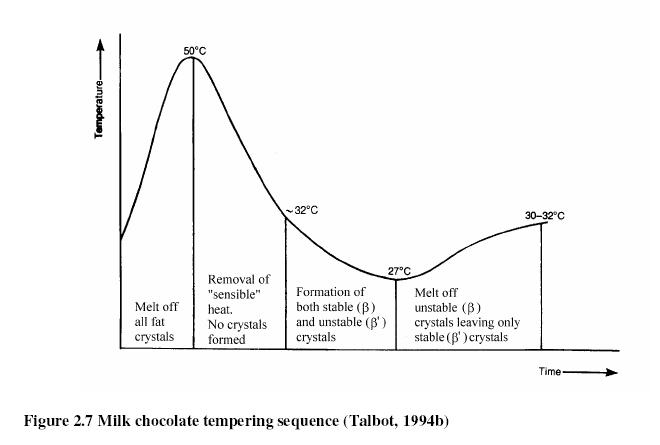 50°C
Temperature
~32°C
30–32°C
27°C
Melt off
all fat
crystals
Removal of
"sensible"
heat.
No crystals
formed
Formation of
both stable (β)
and unstable (β')
crystals
Melt off
unstable (β)
crystals leaving only
stable (β') crystals
Time
Figure 2.7 Milk chocolate tempering sequence (Talbot, 1994b)